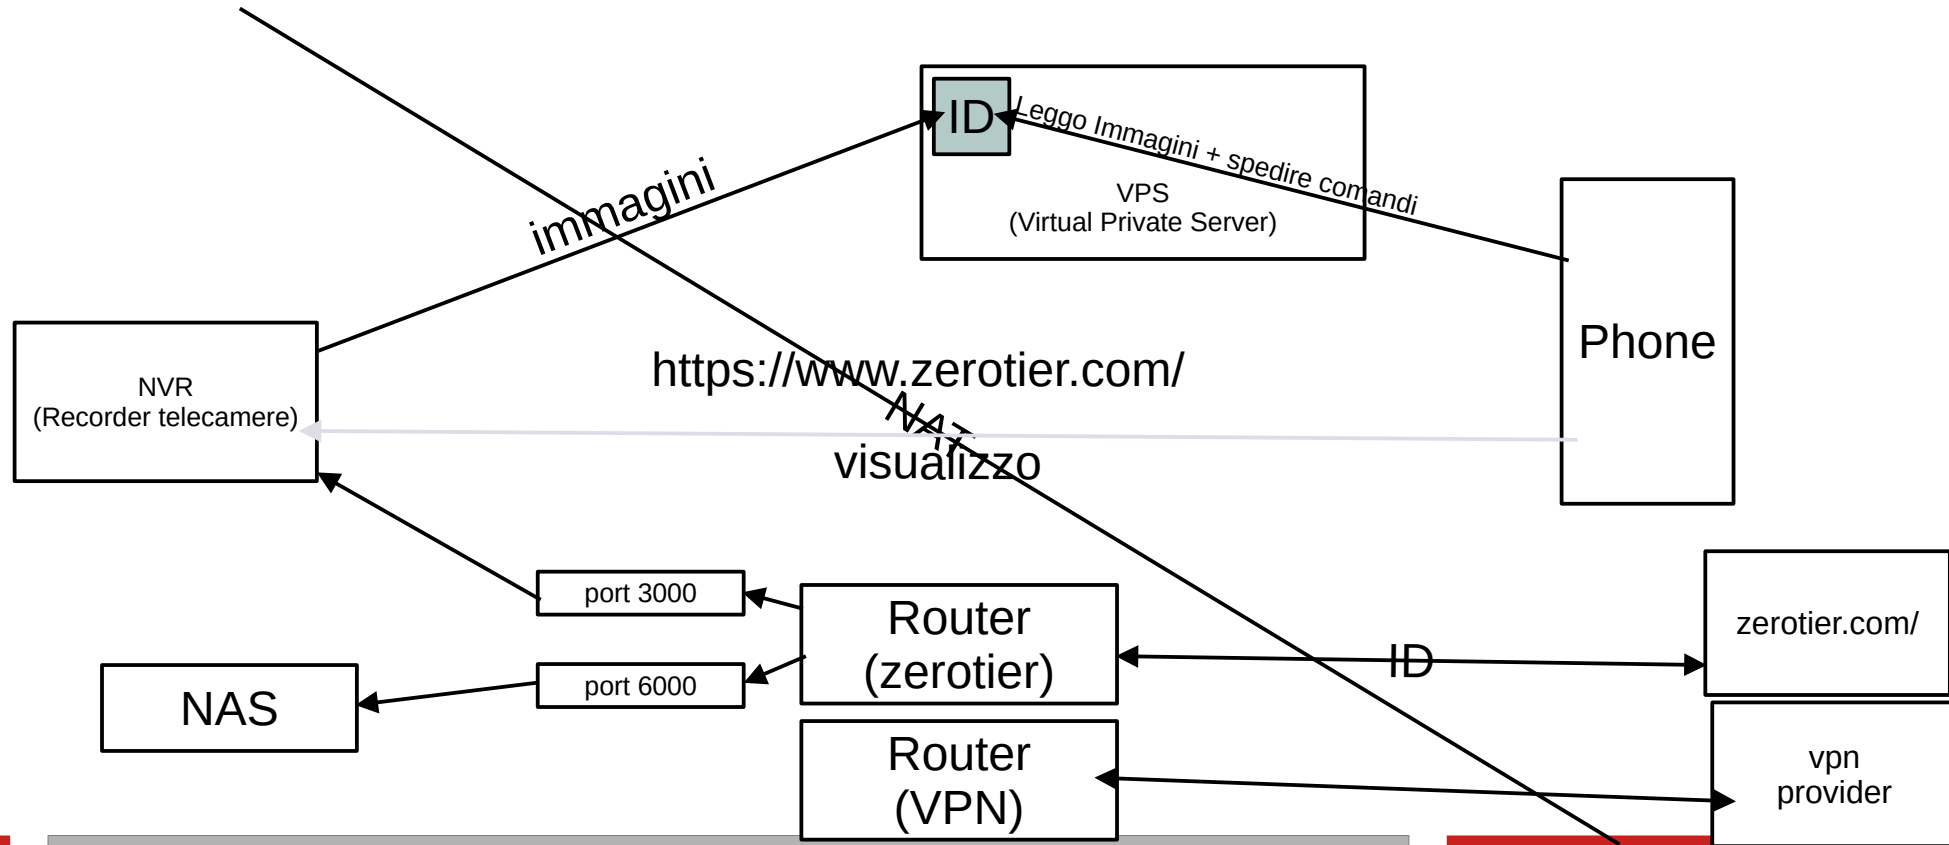 ID
Leggo Immagini + spedire comandi
VPS
(Virtual Private Server)
immagini
Phone
https://www.zerotier.com/
NVR
(Recorder telecamere)
NAT
visualizzo
port 3000
Router
(zerotier)
zerotier.com/
ID
port 6000
NAS
Router
(VPN)
vpn
provider